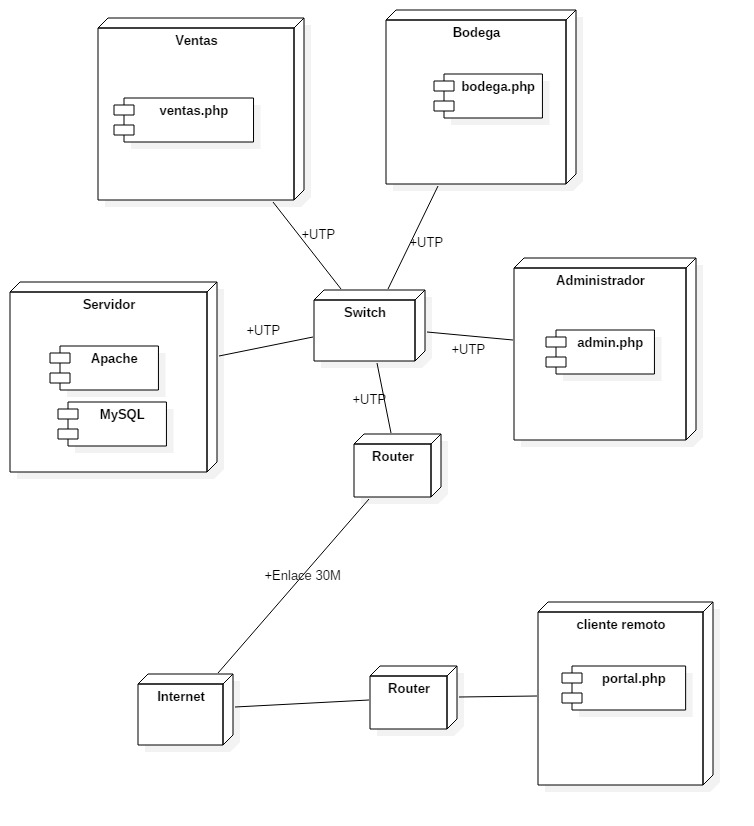 Ventas
ventas.php
Bodega
bodega.php
+UTP
+UTP
Servidor
Apache
MySQL
+UTP
Switch
+UTP
Administrador
admin.php
+UTP
Router
+Enlace 30M
Internet
Router
cliente remoto
portal.php